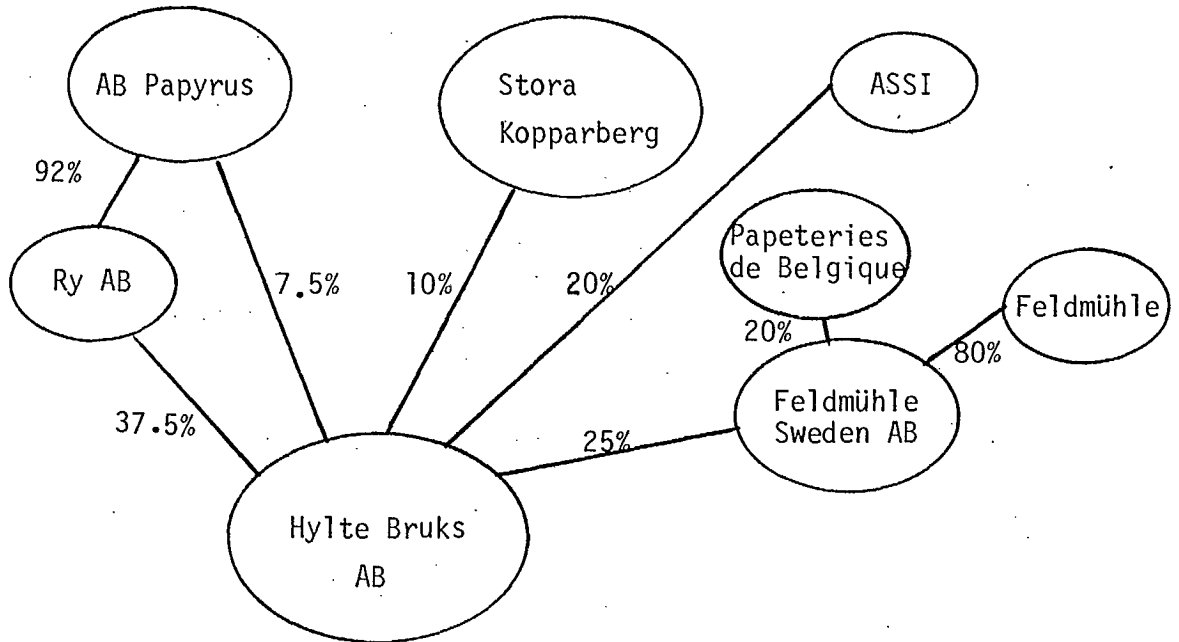 AB Papyrus
Stora
Kopparberg
ASSI
92%
Ry AB
7.5%
10%
20%
Papeteries
de Belgique
Feldmühle
20%
80%
37.5%
25%
Feldmühle
Sweden AB
Hylte Bruks
AB